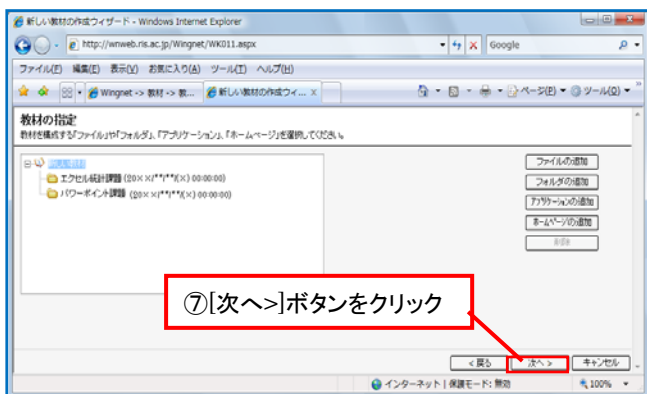 新しい教材の作成ウィザード - Windows Internet Explorer
http://wnweb.ris.ac.jp/Wingnet/WK011.aspx
Google
ファイル(F) 編集(E) 表示(V) お気に入り(A) ツール(T) ヘルプ(H)
Wingnet -> 教材 -> 教... 新しい教材の作成ウィ... x
ページ(P) ツール(O) »
教材の指定
教材を構成する「ファイル」や「フォルダ」、「アプリケーション」、「ホームページ」を選択してください。
エクセル統計課題 (20××/**/**/(×) 00:00:00)
パワーポイント課題 (20××/**/**/(×) 00:00:00)
ファイルの追加
フォルダの追加
アプリケーションの追加
ホームページの追加
削除
⑦[次へ>]ボタンをクリック
< 戻る 次へ > キャンセル
インターネット | 保護モード: 無効 100%